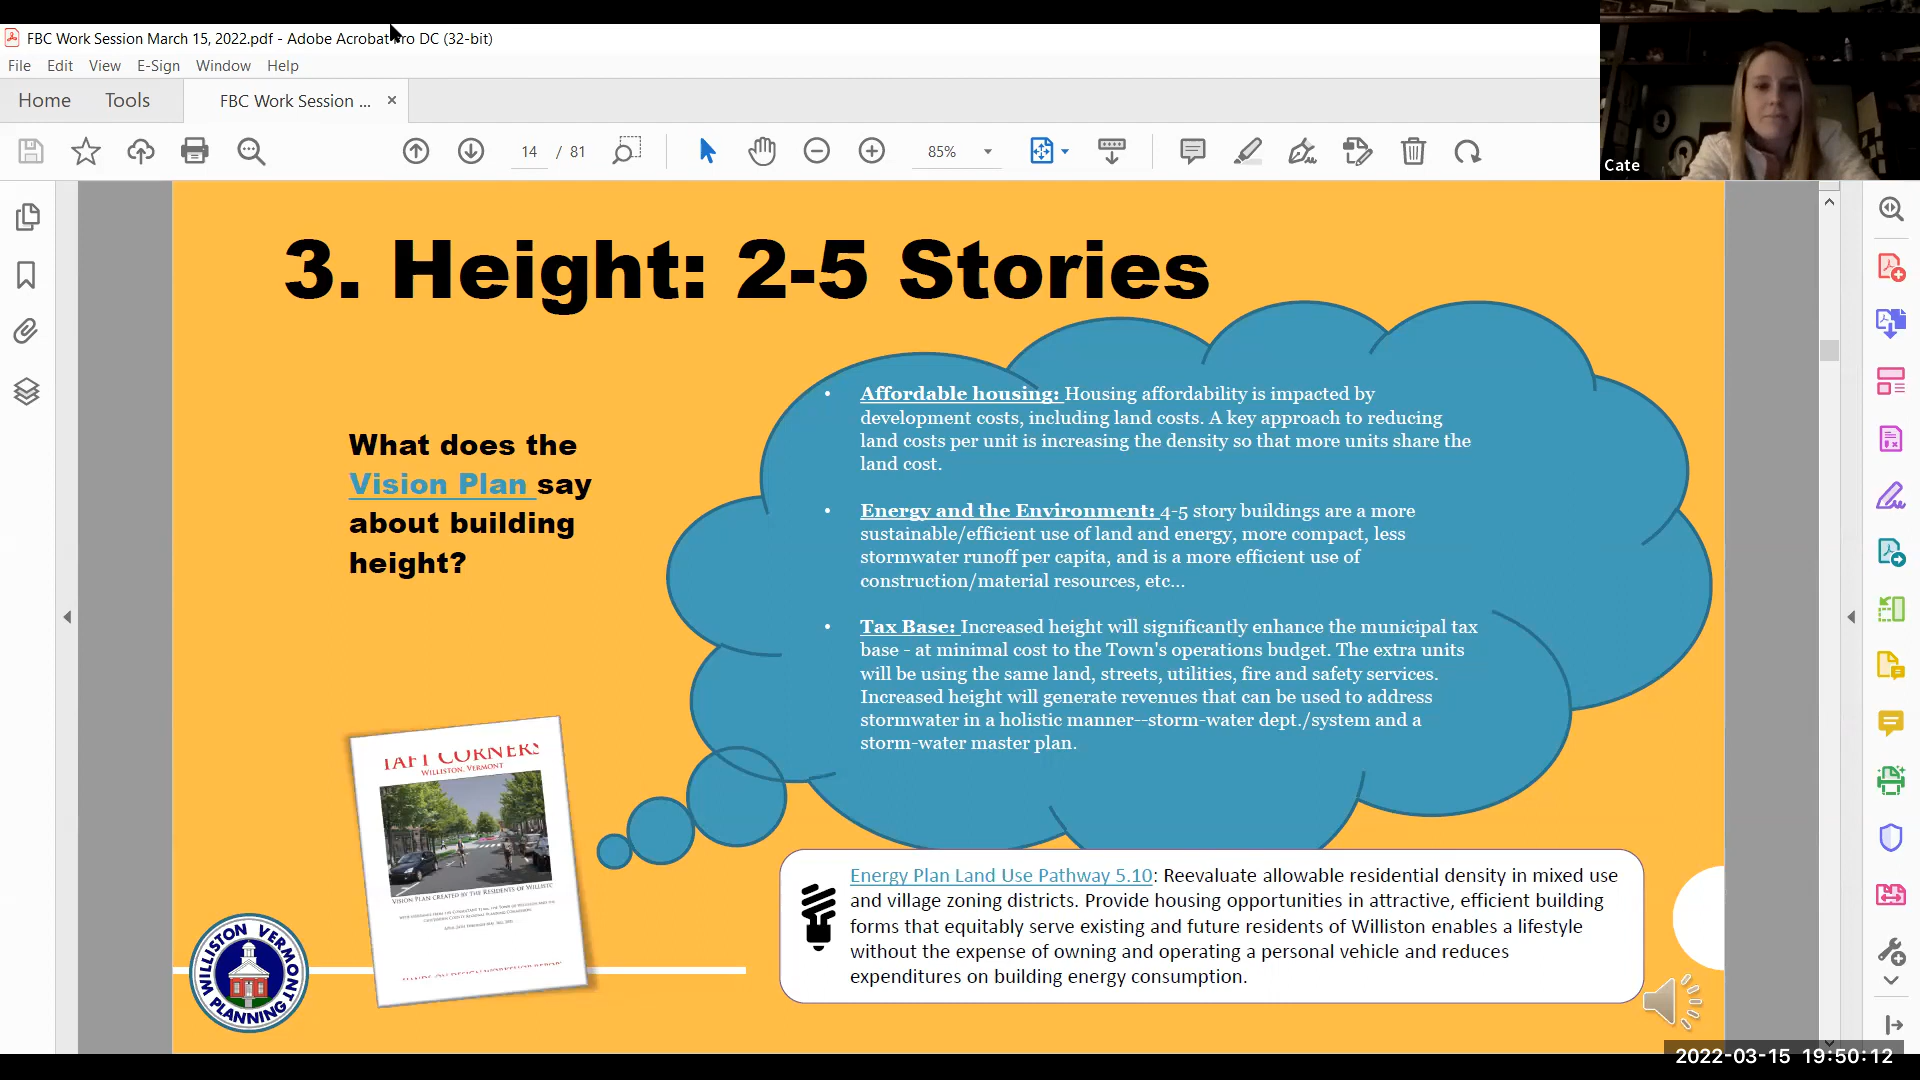 FBC Work Session March 15, 2022.pdf - Adobe Acrobat Pro DC (32-bit)
File Edit View E-Sign Window Help
Home Tools FBC Work Session ... ×
14 / 81 85%
Cate
3. Height: 2-5 Stories
What does the
Vision Plan say
about building
height?
• Affordable housing: Housing affordability is impacted by
development costs, including land costs. A key approach to reducing
land costs per unit is increasing the density so that more units share the
land cost.
• Energy and the Environment: 4-5 story buildings are a more
sustainable/efficient use of land and energy, more compact, less
stormwater runoff per capita, and is a more efficient use of
construction/material resources, etc...
• Tax Base: Increased height will significantly enhance the municipal tax
base - at minimal cost to the Town's operations budget. The extra units
will be using the same land, streets, utilities, fire and safety services.
Increased height will generate revenues that can be used to address
stormwater in a holistic manner--storm-water dept./system and a
storm-water master plan.
TAFT CORNERS
WILLISTON, VERMONT
VISION PLAN CREATED BY THE RESIDENTS OF WILLISTO
Energy Plan Land Use Pathway 5.10: Reevaluate allowable residential density in mixed use
and village zoning districts. Provide housing opportunities in attractive, efficient building
forms that equitably serve existing and future residents of Williston enables a lifestyle
without the expense of owning and operating a personal vehicle and reduces
expenditures on building energy consumption.
WILLISTON VERMONT
PLANNING
2022-03-15 19:50:12